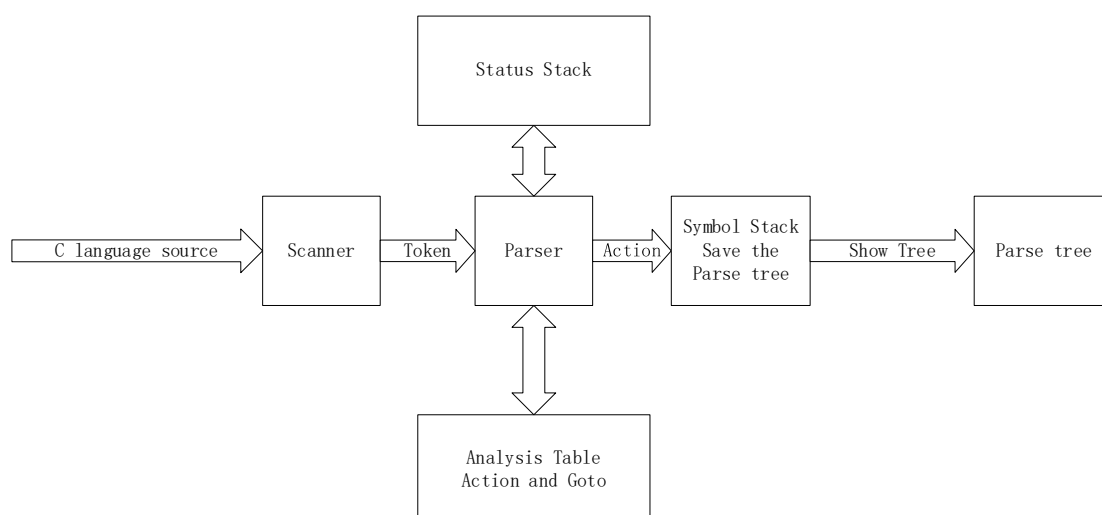 Status Stack
C language source
Scanner
Token
Parser
Action
Symbol Stack
Save the
Parse tree
Show Tree
Parse tree
Analysis Table
Action and Goto